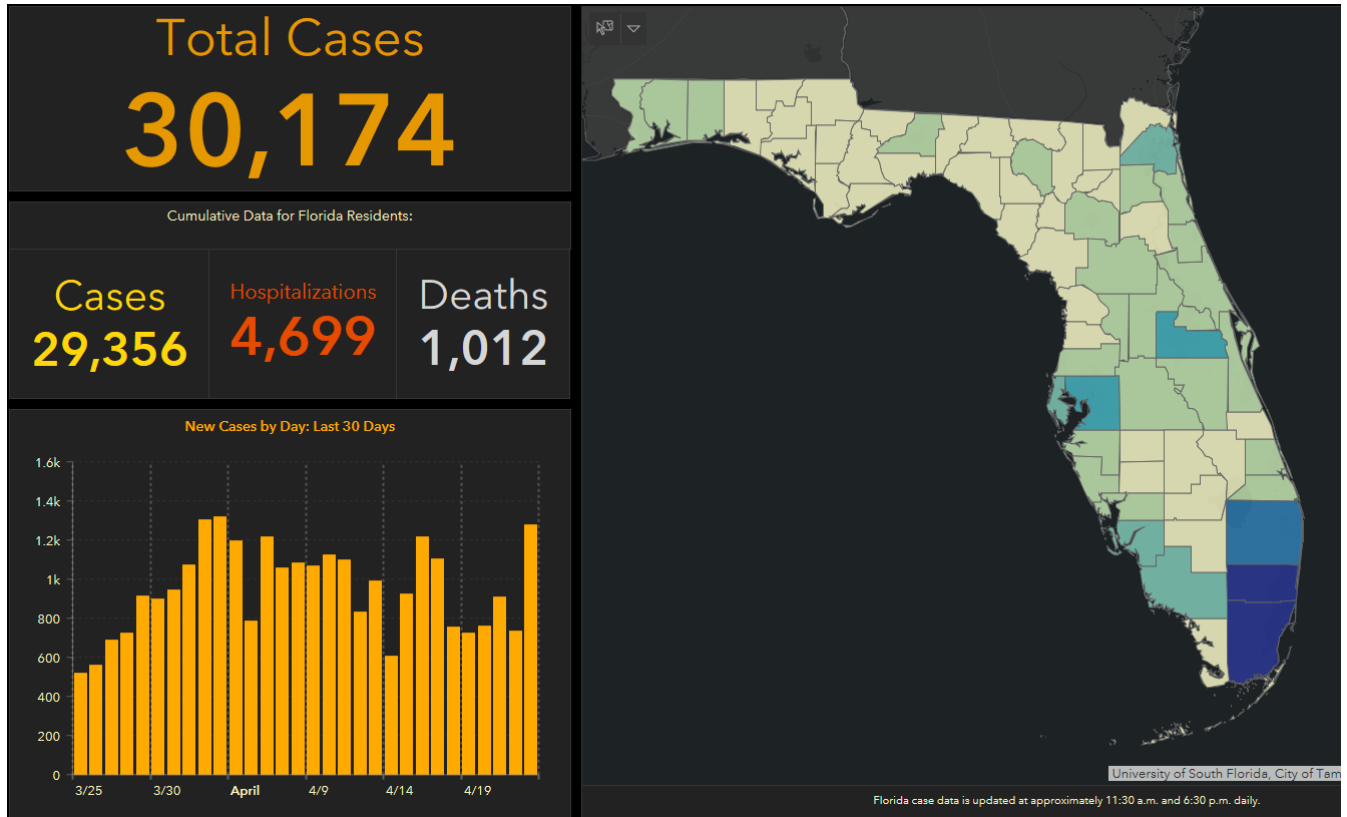 Total Cases
30,174
Cumulative Data for Florida Residents:
Cases
29,356
Hospitalizations
4,699
Deaths
1,012
New Cases by Day: Last 30 Days
1.6k
1.4k
1.2k
1k
800
600
400
200
0
3/25 3/30 April 4/9 4/14 4/19
University of South Florida, City of Tam
Florida case data is updated at approximately 11:30 a.m. and 6:30 p.m. daily.